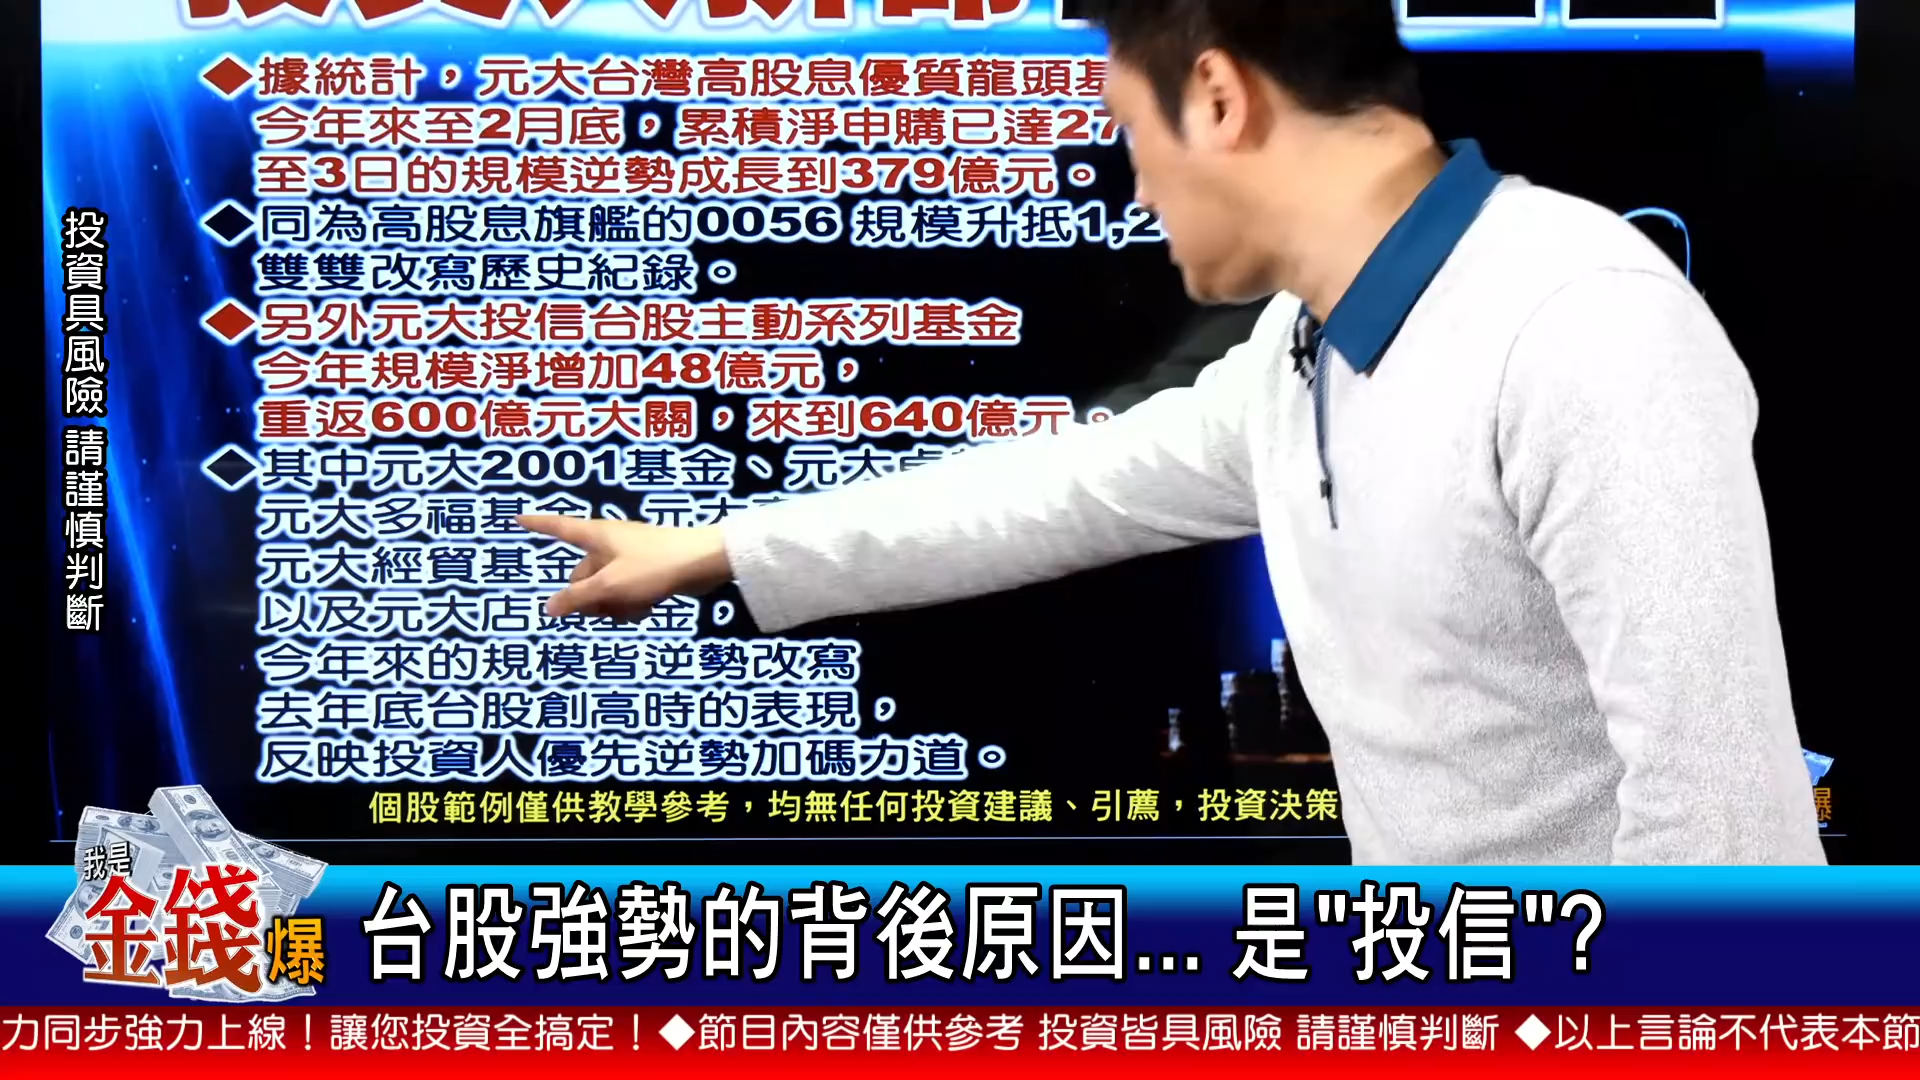 ◆據統計，元大台灣高股息優質龍頭基
今年來至2月底，累積淨申購已達27
至3日的規模逆勢成長到379億元。
◆同為高股息旗艦的0056 規模升抵1,2
雙雙改寫歷史紀錄。
◆另外元大投信台股主動系列基金
今年規模淨增加48億元，
重返600億元大關，來到640億元。
◆其中元大2001基金、元大卓
元大多福基金、元大
元大經貿基金
以及元大店頭基金，
今年來的規模皆逆勢改寫
去年底台股創高時的表現，
反映投資人優先逆勢加碼力道。
個股範例僅供教學參考，均無任何投資建議、引薦，投資決策
爆
投資具風險 請謹慎判斷
我是
金錢爆
台股強勢的背後原因... 是"投信"?
力同步強力上線！讓您投資全搞定！◆節目內容僅供參考 投資皆具風險 請謹慎判斷 ◆以上言論不代表本節